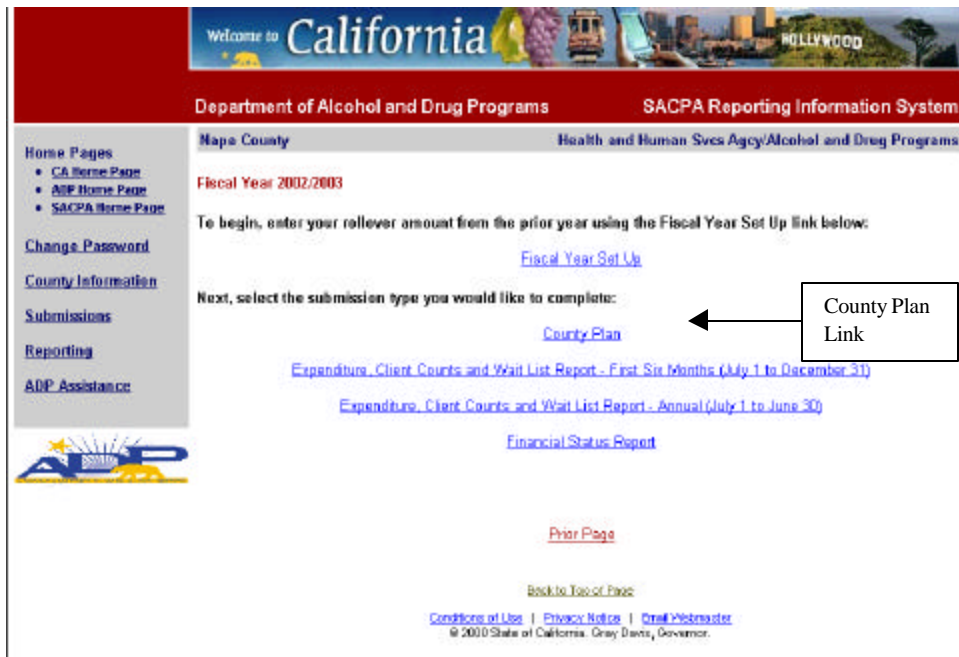 Welcome to California
HOLLYWOOD
Department of Alcohol and Drug Programs SACPA Reporting Information System
Napa County Health and Human Svcs Agcy/Alcohol and Drug Programs
Home Pages
• CA Home Page
• ADP Home Page
• SACPA Home Page
Change Password
County Information
Submissions
Reporting
ADP Assistance
ADP
Fiscal Year 2002/2003
To begin, enter your rollover amount from the prior year using the Fiscal Year Set Up link below:
Fiscal Year Set Up
Next, select the submission type you would like to complete:
County Plan
County Plan
Link
Expenditure, Client Counts and Wait List Report - First Six Months (July 1 to December 31)
Expenditure, Client Counts and Wait List Report - Annual (July 1 to June 30)
Financial Status Report
Prior Page
Back to Top of Page
Conditions of Use | Privacy Notice | Email Webmaster
© 2000 State of California. Gray Davis, Governor.